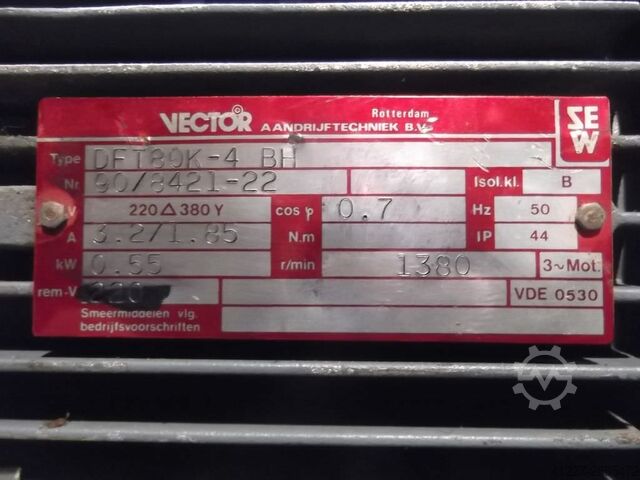 VECTOR © Rotterdam
AANDRIJFTECHNIEK B.V.
SEW
Type DFT80K-4 BH
Nr. 90/8421-22 Isol.kl. B
V 220 △ 380 Y cos φ 0.7 Hz 50
A 3.2/1.85 N.m IP 44
kW 0.55 r/min 1380 3~Mot.
rem-V 220 VDE 0530
Smeermiddelen vlg.
bedrijfsvoorschriften